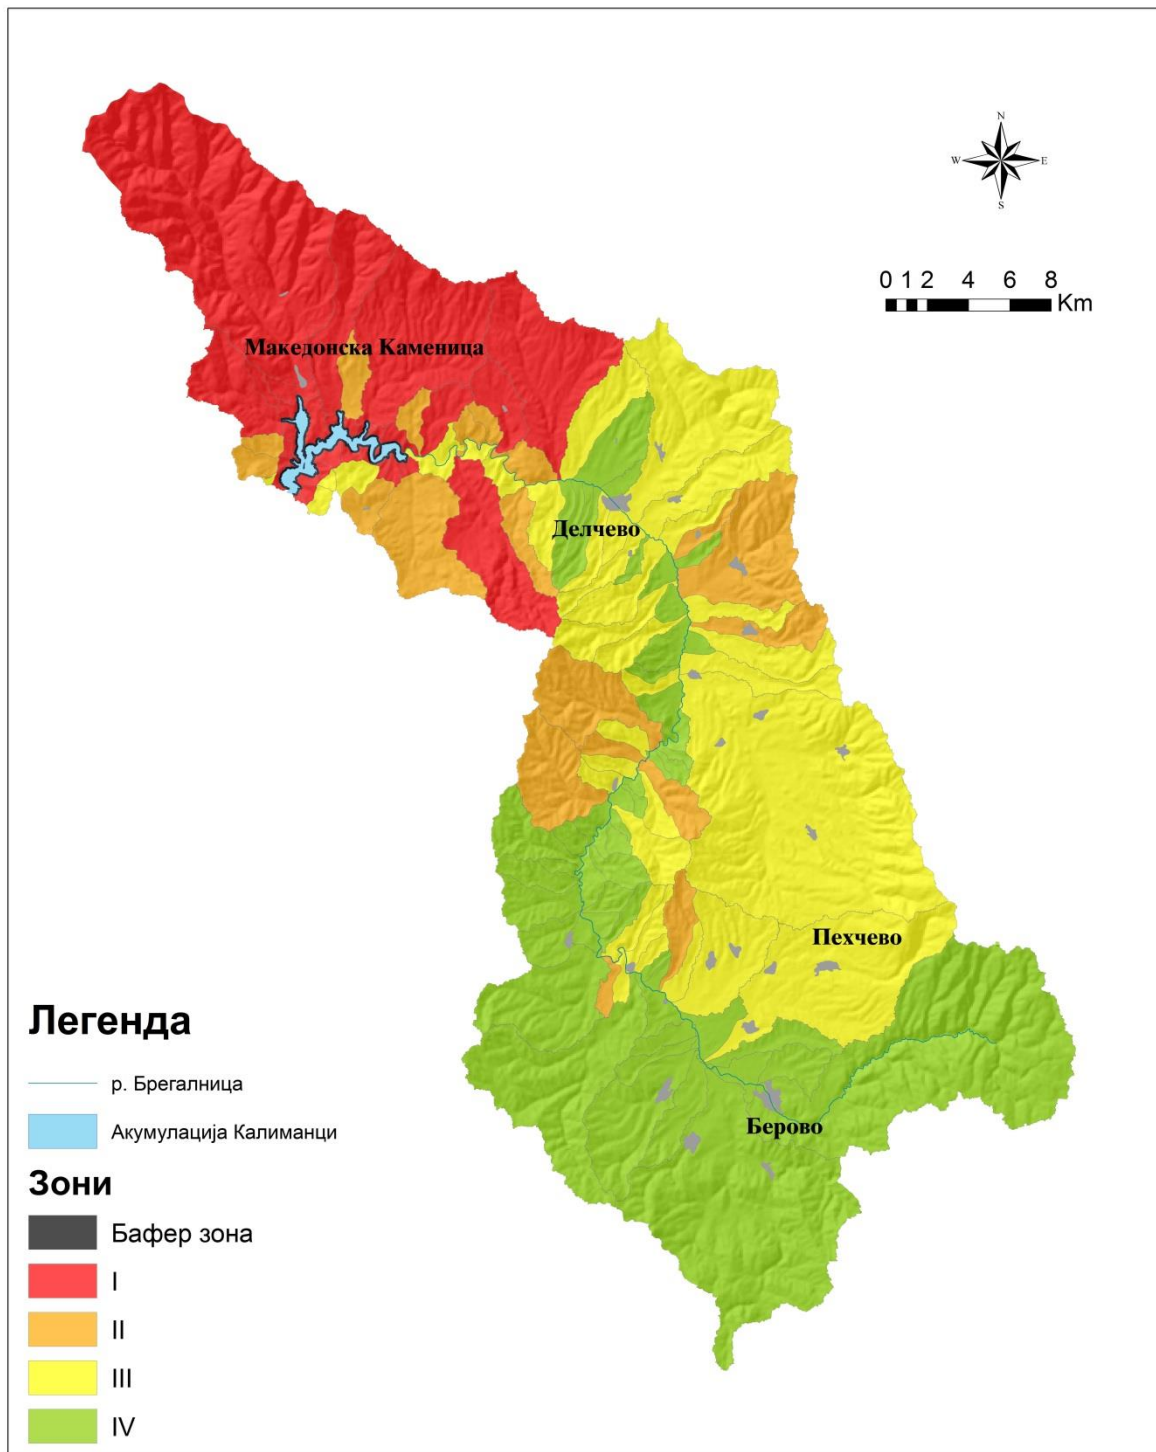 N
W E
S
0 1 2 4 6 8
Km
Македонска Каменица
Делчево
Пехчево
Берово
Легенда
р. Брегалница
Акумулација Калиманци
Зони
Бафер зона
I
II
III
IV